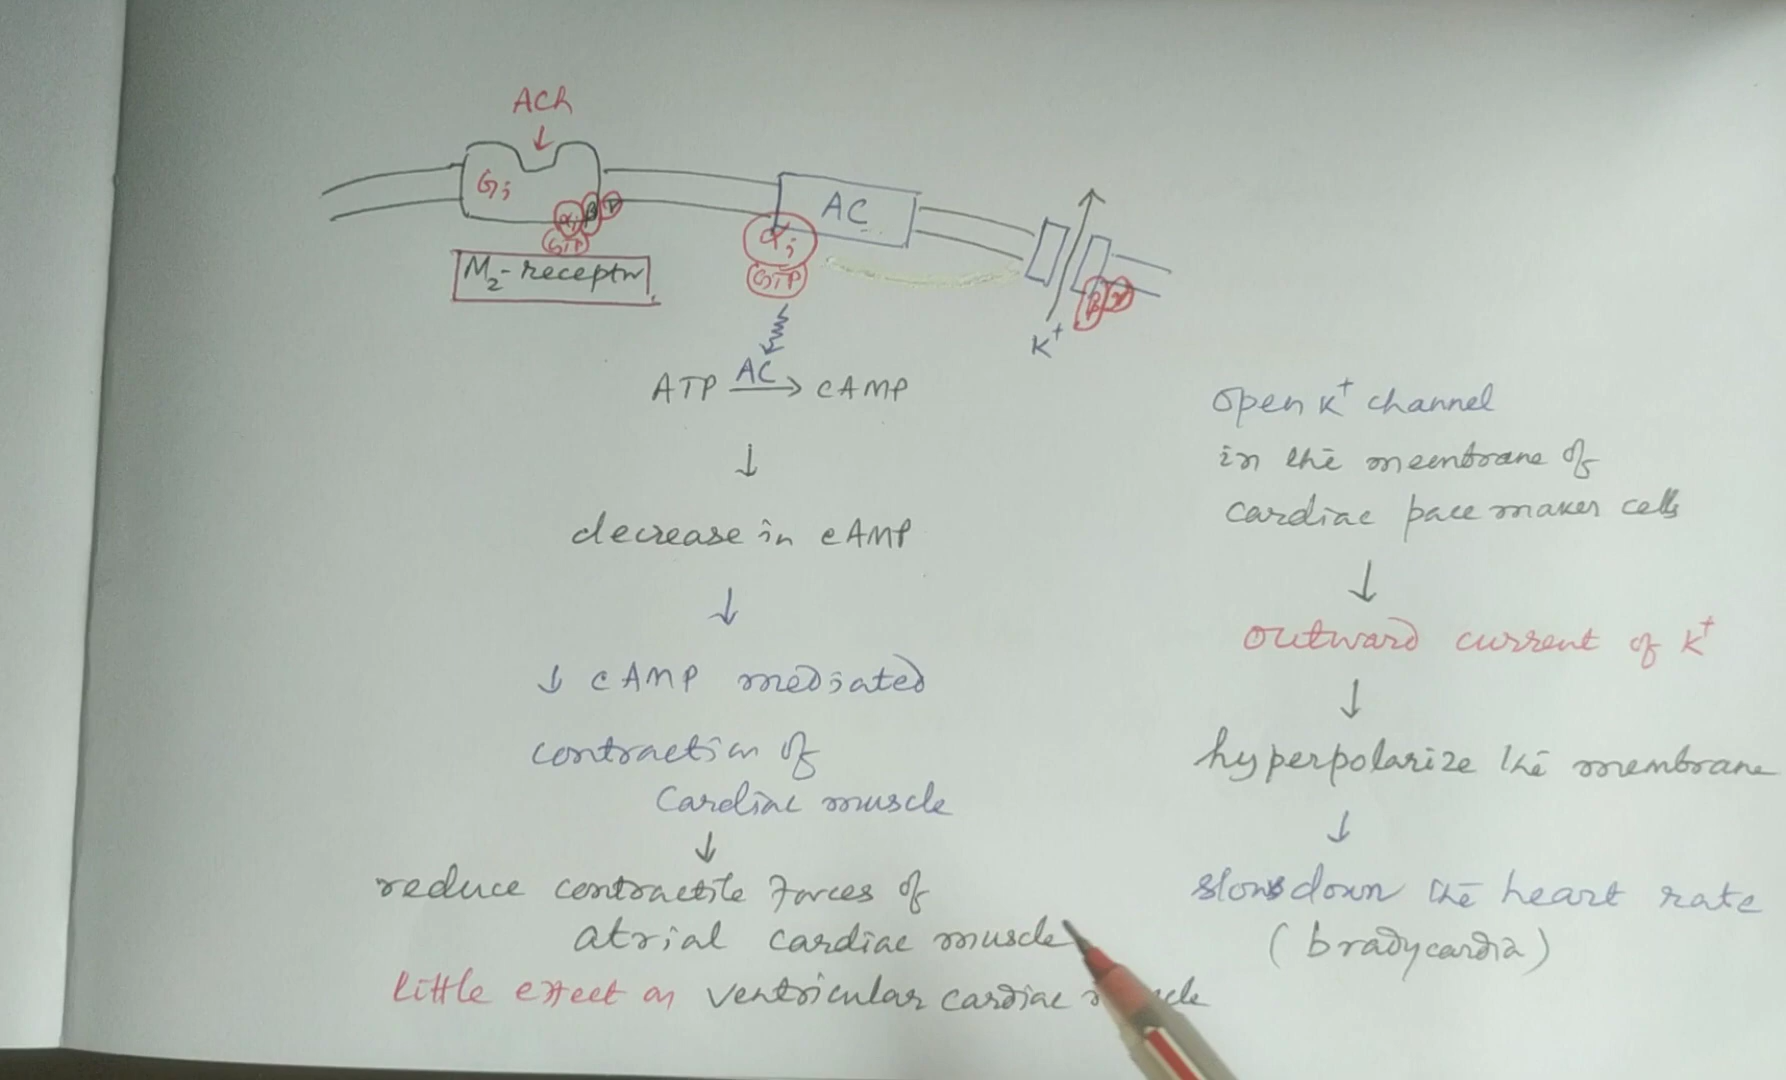 ACh
Gi
αi β γ
GTP
M2-receptor
AC
αi
GTP
β γ
K+
ATP AC → cAMP
↓
decrease in cAMP
↓
↓ cAMP mediated
contraction of
Cardiac muscle
↓
reduce contractile forces of
atrial cardiac muscle
little effect on ventricular cardiac
open K+ channel
in the membrane of
cardiac pace maker cells
↓
outward current of K+
↓
hyperpolarize the membrane
↓
slows down the heart rate
(bradycardia)